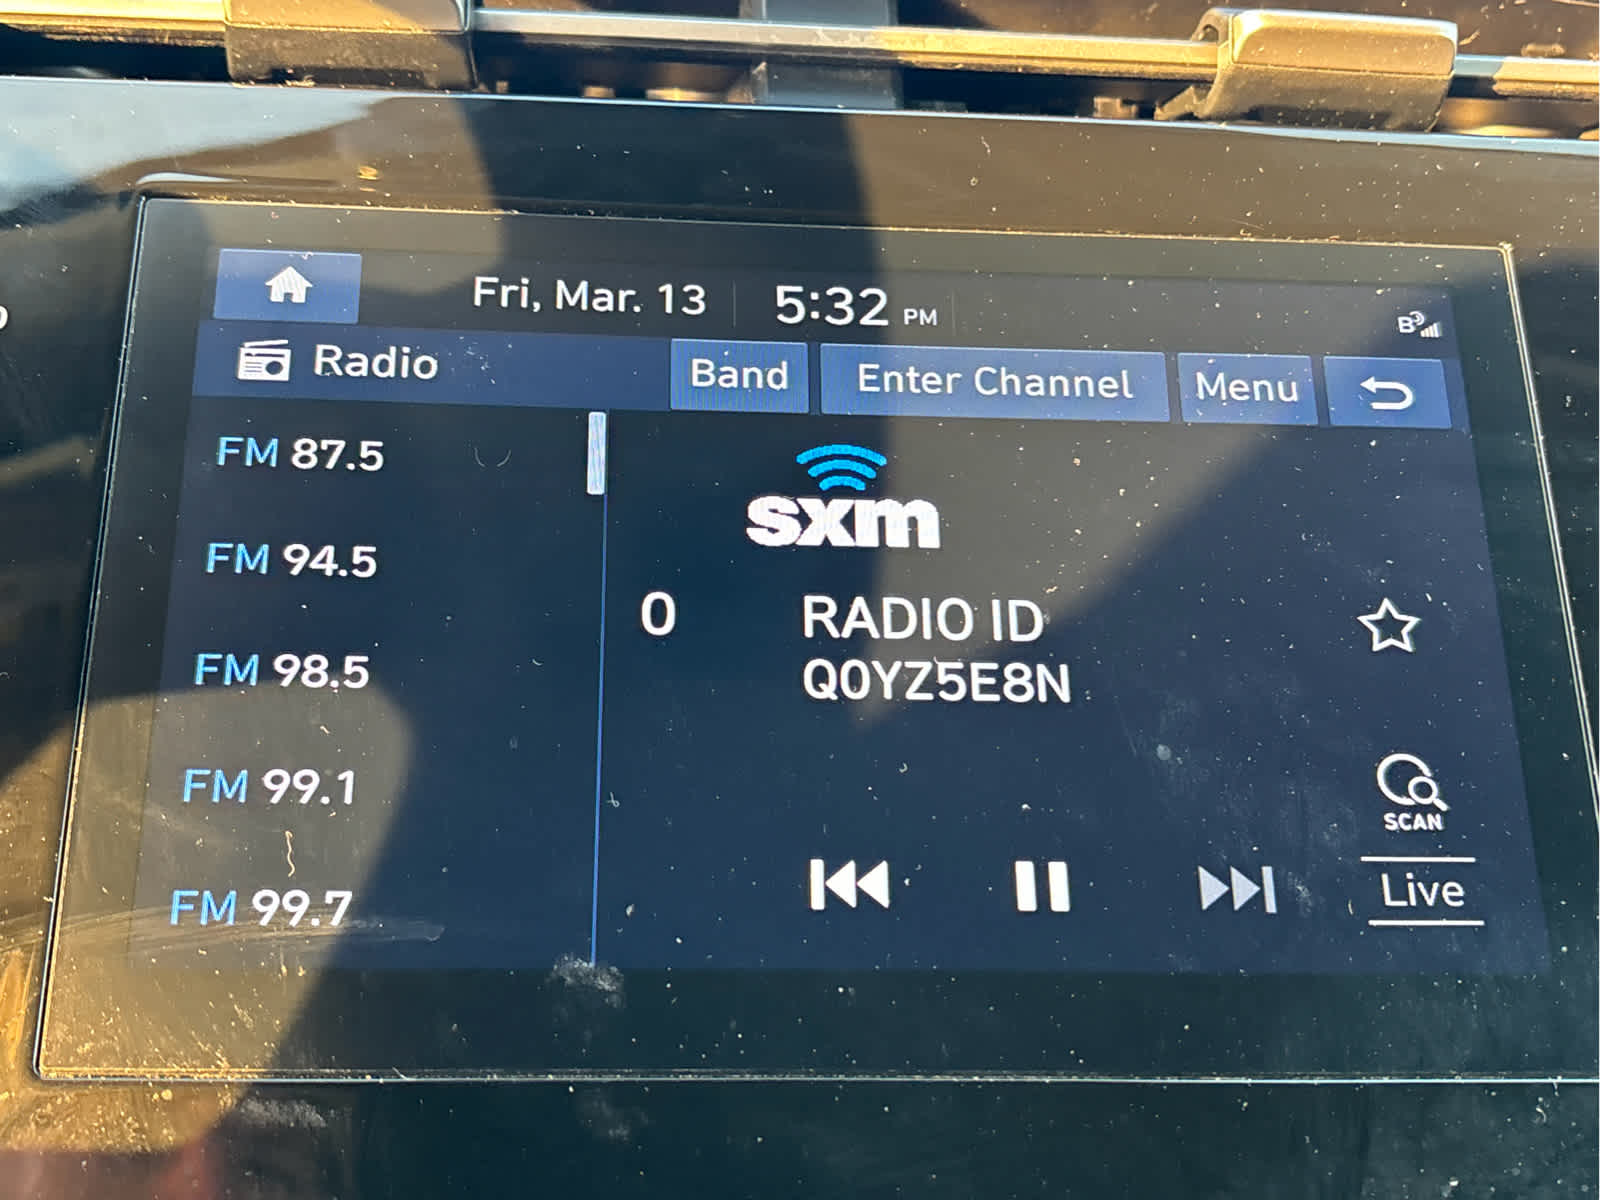 Fri, Mar. 13 5:32 PM
B
Radio Band Enter Channel Menu
FM 87.5
FM 94.5
FM 98.5
FM 99.1
FM 99.7
sxm
0 RADIO ID
Q0YZ5E8N
SCAN
Live